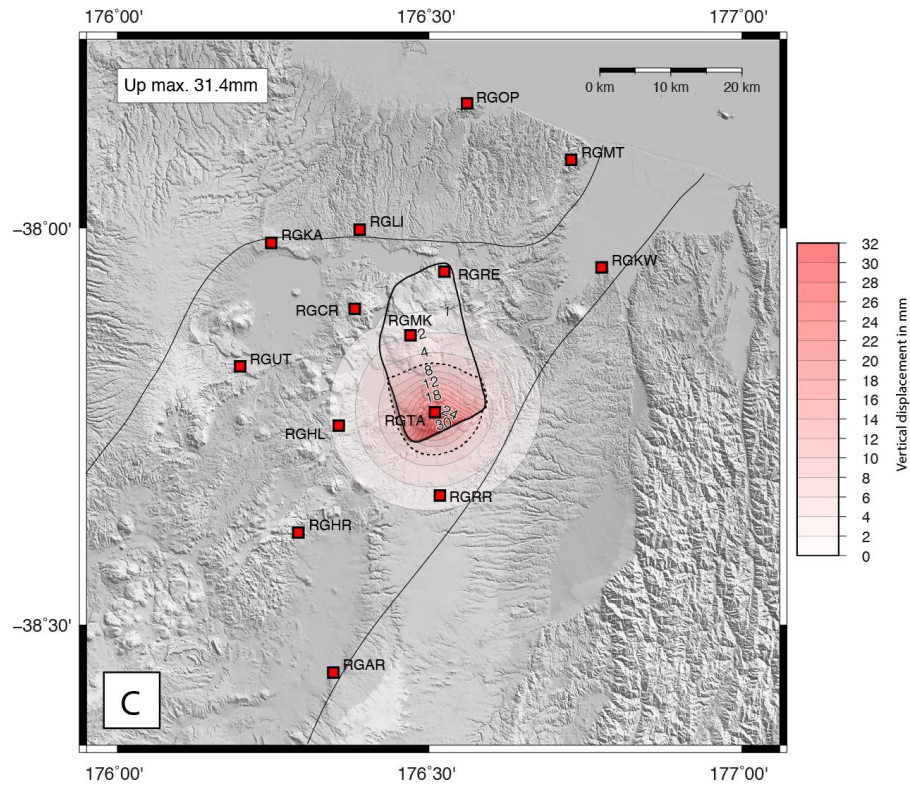 176˚00'
176˚30'
177˚00'
Up max. 31.4mm
0 km
10 km
20 km
RGOP
RGMT
−38˚00'
RGLI
RGKA
RGKW
RGRE
RGCR
1
RGMK
2
4
RGUT
8
12
18
RGTA
24
30
RGHL
RGRR
RGHR
−38˚30'
RGAR
C
176˚00'
176˚30'
177˚00'
32
30
28
26
24
22
20
18
16
14
12
10
8
6
4
2
0
Vertical displacement in mm